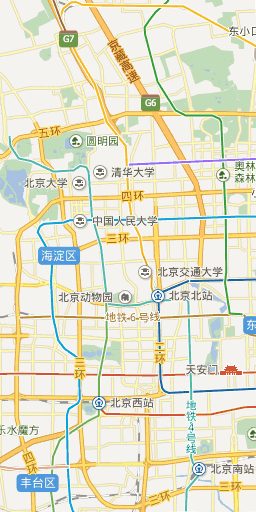 东小口
G7
京藏高速
G6
五环
圆明园
清华大学
奥林
森林
北京大学
四环
中国人民大学
三环
海淀区
北京交通大学
北京动物园
北京北站
地铁-6-号线
东
二环
三环
天安门
北京西站
地铁4号线
乐水魔方
四环
北京南站
丰台区
三环
三环